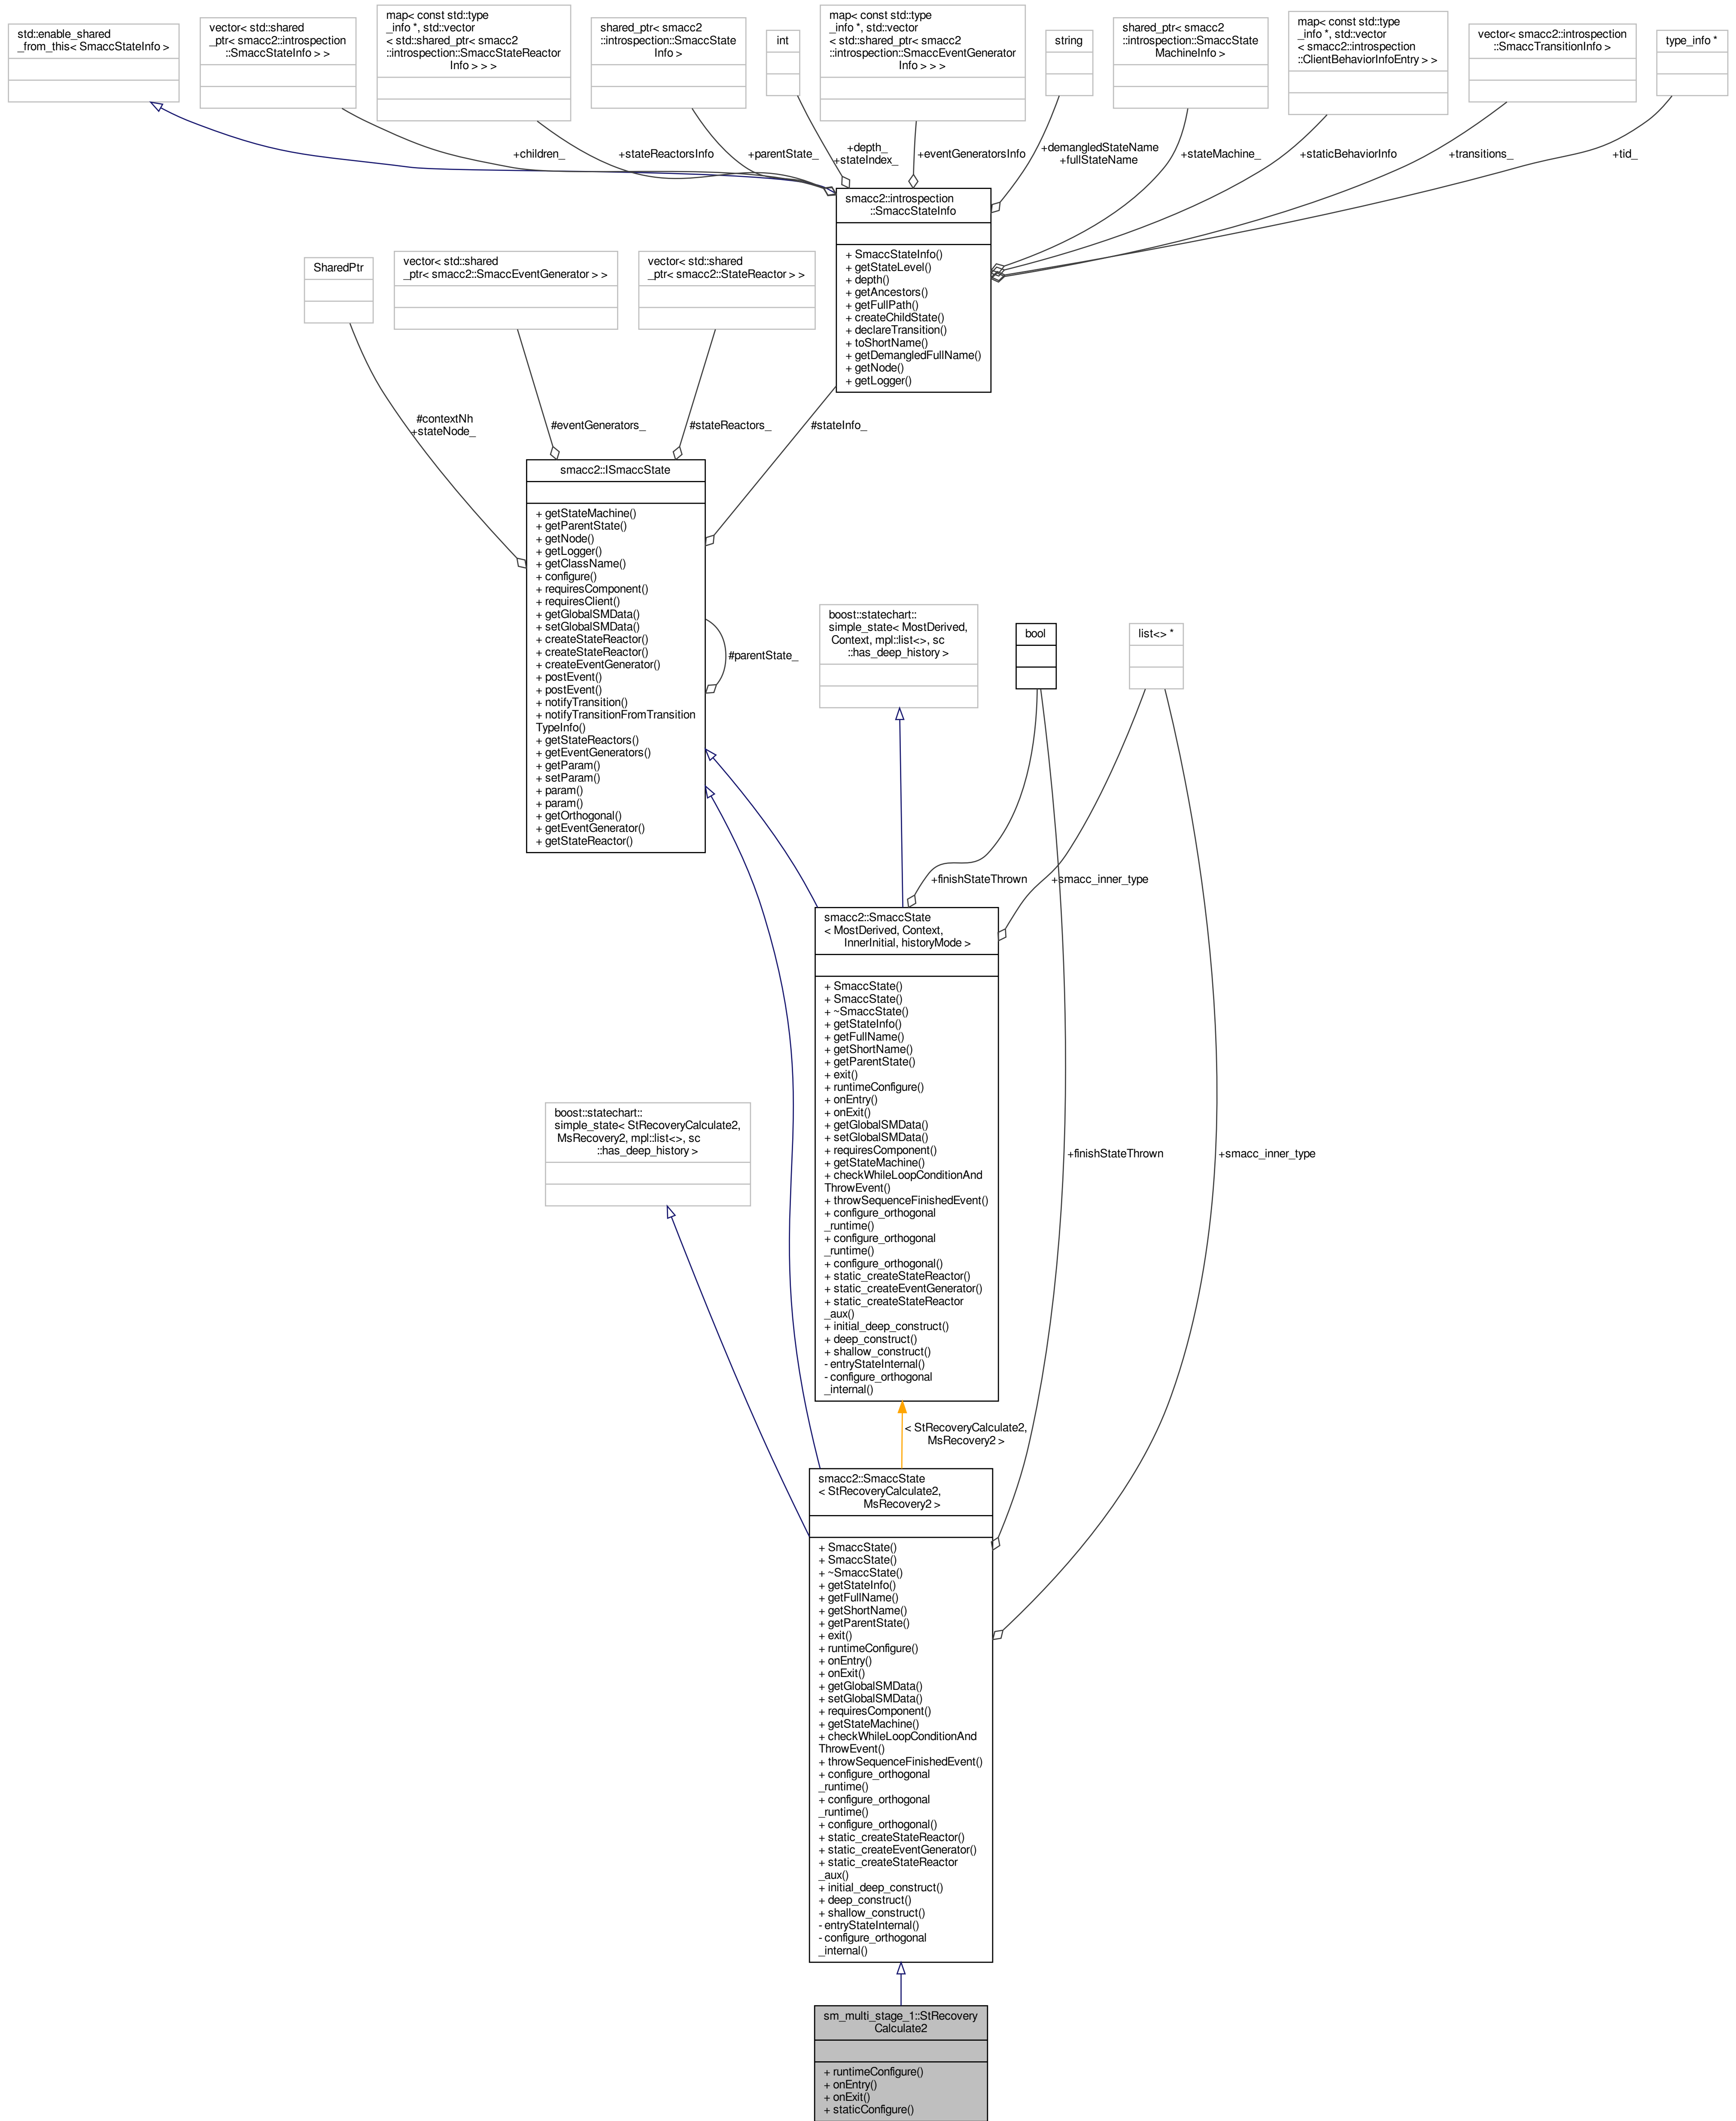 std::enable_shared
_from_this< SmaccStateInfo >
vector< std::shared
_ptr< smacc2::introspection
::SmaccStateInfo > >
map< const std::type
_info *, std::vector
< std::shared_ptr< smacc2
::introspection::SmaccStateReactor
Info > > >
shared_ptr< smacc2
::introspection::SmaccState
Info >
int
map< const std::type
_info *, std::vector
< std::shared_ptr< smacc2
::introspection::SmaccEventGenerator
Info > > >
string
shared_ptr< smacc2
::introspection::SmaccState
MachineInfo >
map< const std::type
_info *, std::vector
< smacc2::introspection
::ClientBehaviorInfoEntry > >
vector< smacc2::introspection
::SmaccTransitionInfo >
type_info *
+children_
+stateReactorsInfo
+parentState_
+depth_
+stateIndex_
+eventGeneratorsInfo
+demangledStateName
+fullStateName
+stateMachine_
+staticBehaviorInfo
+transitions_
+tid_
smacc2::introspection
::SmaccStateInfo
+ SmaccStateInfo()
+ getStateLevel()
+ depth()
+ getAncestors()
+ getFullPath()
+ createChildState()
+ declareTransition()
+ toShortName()
+ getDemangledFullName()
+ getNode()
+ getLogger()
SharedPtr
vector< std::shared
_ptr< smacc2::SmaccEventGenerator > >
vector< std::shared
_ptr< smacc2::StateReactor > >
#contextNh
+stateNode_
#eventGenerators_
#stateReactors_
#stateInfo_
smacc2::ISmaccState
+ getStateMachine()
+ getParentState()
+ getNode()
+ getLogger()
+ getClassName()
+ configure()
+ requiresComponent()
+ requiresClient()
+ getGlobalSMData()
+ setGlobalSMData()
+ createStateReactor()
+ createStateReactor()
+ createEventGenerator()
+ postEvent()
+ postEvent()
+ notifyTransition()
+ notifyTransitionFromTransition
TypeInfo()
+ getStateReactors()
+ getEventGenerators()
+ getParam()
+ setParam()
+ param()
+ param()
+ getOrthogonal()
+ getEventGenerator()
+ getStateReactor()
#parentState_
boost::statechart::
simple_state< MostDerived,
Context, mpl::list<>, sc
::has_deep_history >
bool
list<> *
+finishStateThrown
+smacc_inner_type
smacc2::SmaccState
< MostDerived, Context,
InnerInitial, historyMode >
+ SmaccState()
+ SmaccState()
+ ~SmaccState()
+ getStateInfo()
+ getFullName()
+ getShortName()
+ getParentState()
+ exit()
+ runtimeConfigure()
+ onEntry()
+ onExit()
+ getGlobalSMData()
+ setGlobalSMData()
+ requiresComponent()
+ getStateMachine()
+ checkWhileLoopConditionAnd
ThrowEvent()
+ throwSequenceFinishedEvent()
+ configure_orthogonal
_runtime()
+ configure_orthogonal
_runtime()
+ configure_orthogonal()
+ static_createStateReactor()
+ static_createEventGenerator()
+ static_createStateReactor
_aux()
+ initial_deep_construct()
+ deep_construct()
+ shallow_construct()
- entryStateInternal()
- configure_orthogonal
_internal()
boost::statechart::
simple_state< StRecoveryCalculate2,
MsRecovery2, mpl::list<>, sc
::has_deep_history >
+finishStateThrown
+smacc_inner_type
< StRecoveryCalculate2,
MsRecovery2 >
smacc2::SmaccState
< StRecoveryCalculate2,
MsRecovery2 >
+ SmaccState()
+ SmaccState()
+ ~SmaccState()
+ getStateInfo()
+ getFullName()
+ getShortName()
+ getParentState()
+ exit()
+ runtimeConfigure()
+ onEntry()
+ onExit()
+ getGlobalSMData()
+ setGlobalSMData()
+ requiresComponent()
+ getStateMachine()
+ checkWhileLoopConditionAnd
ThrowEvent()
+ throwSequenceFinishedEvent()
+ configure_orthogonal
_runtime()
+ configure_orthogonal
_runtime()
+ configure_orthogonal()
+ static_createStateReactor()
+ static_createEventGenerator()
+ static_createStateReactor
_aux()
+ initial_deep_construct()
+ deep_construct()
+ shallow_construct()
- entryStateInternal()
- configure_orthogonal
_internal()
sm_multi_stage_1::StRecovery
Calculate2
+ runtimeConfigure()
+ onEntry()
+ onExit()
+ staticConfigure()